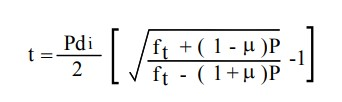 t = Pdi/2 [ √( ft + ( 1 - μ )P / ft - ( 1+ μ )P ) -1 ]